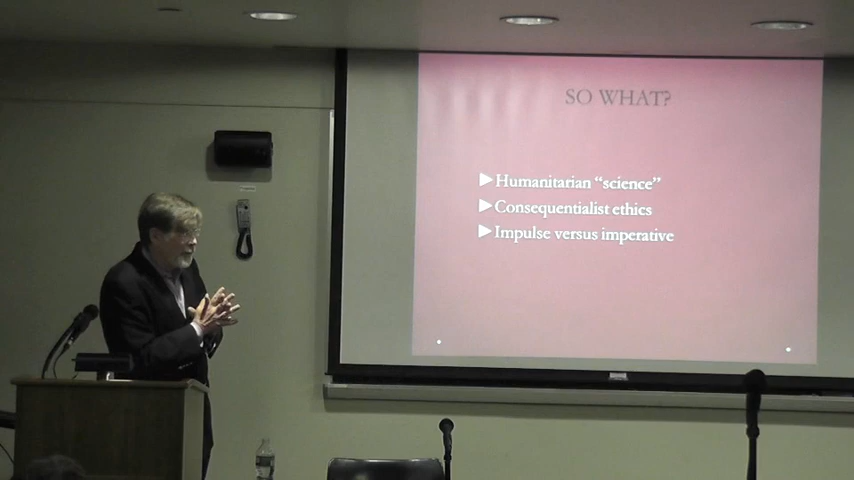 SO WHAT?
Humanitarian “science”
Consequentialist ethics
Impulse versus imperative